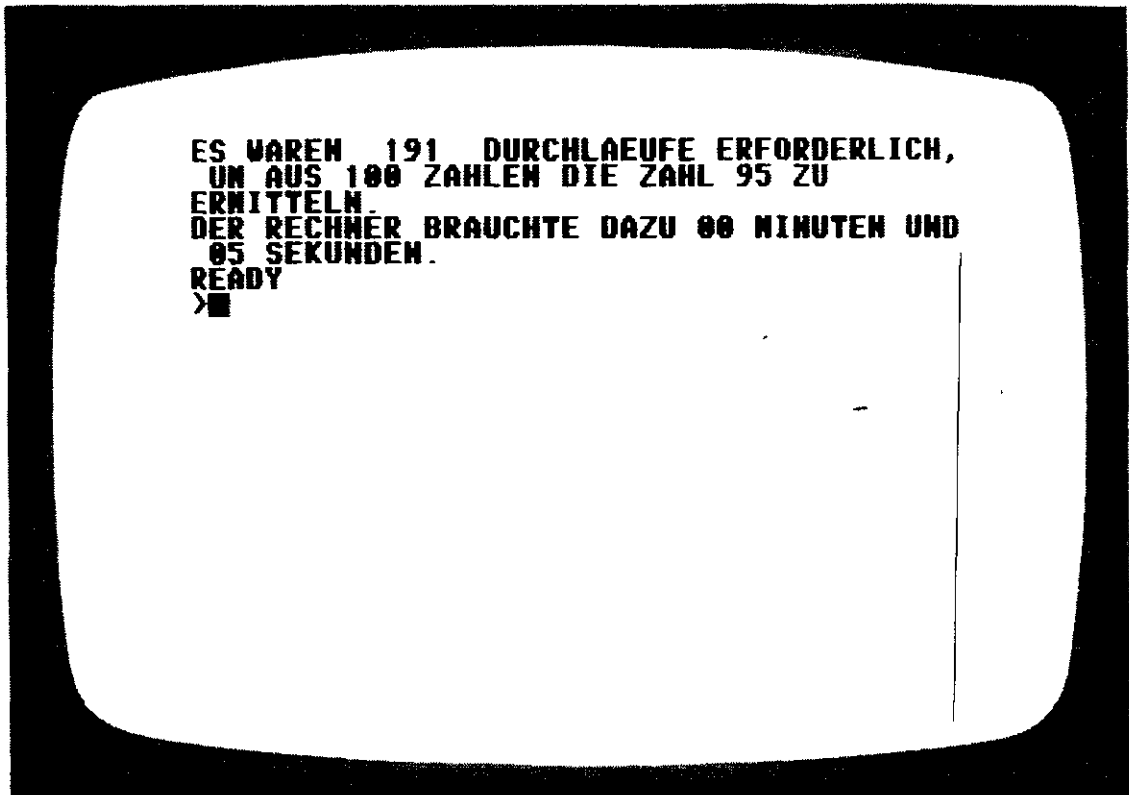 ES WAREN  191  DURCHLAEUFE ERFORDERLICH,
 UM AUS 100 ZAHLEN DIE ZAHL 95 ZU
ERMITTELN.
DER RECHNER BRAUCHTE DAZU 00 MINUTEN UND
 05 SEKUNDEN.
READY
>